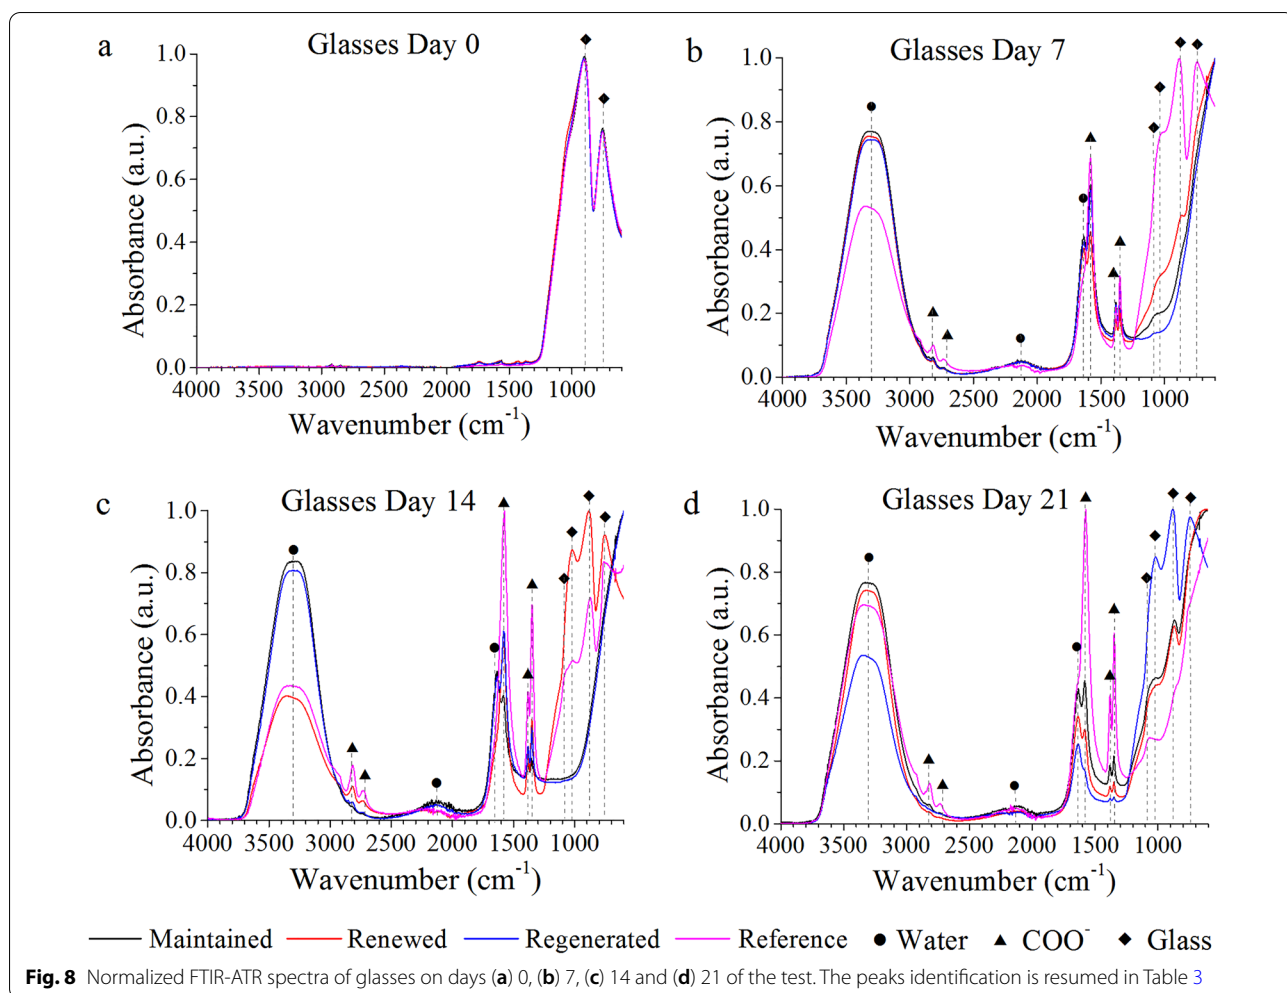 a
Glasses Day 0
1.0
0.8
0.6
0.4
0.2
0.0
Absorbance (a.u.)
4000 3500 3000 2500 2000 1500 1000
Wavenumber (cm-1)
b
Glasses Day 7
1.0
0.8
0.6
0.4
0.2
0.0
Absorbance (a.u.)
4000 3500 3000 2500 2000 1500 1000
Wavenumber (cm-1)
c
Glasses Day 14
1.0
0.8
0.6
0.4
0.2
0.0
Absorbance (a.u.)
4000 3500 3000 2500 2000 1500 1000
Wavenumber (cm-1)
d
Glasses Day 21
1.0
0.8
0.6
0.4
0.2
0.0
Absorbance (a.u.)
4000 3500 3000 2500 2000 1500 1000
Wavenumber (cm-1)
Maintained Renewed Regenerated Reference Water COO- Glass
Fig. 8 Normalized FTIR-ATR spectra of glasses on days (a) 0, (b) 7, (c) 14 and (d) 21 of the test. The peaks identification is resumed in Table 3